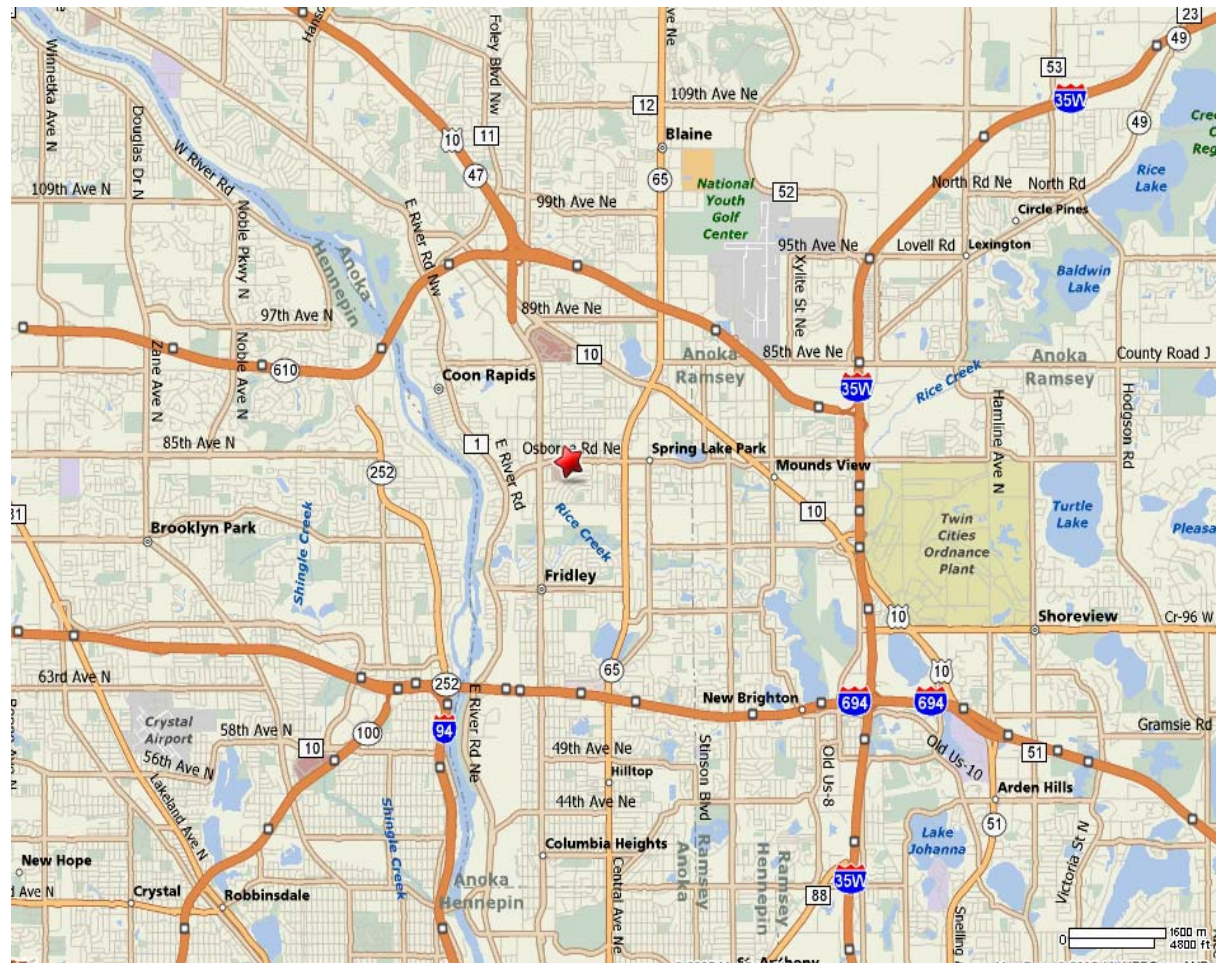 23
49
Winnetka Ave N
Foley Blvd Nw
Ave Ne
53
35W
12
109th Ave Ne
49
Douglas Dr N
10
11
Blaine
W River Rd
47
65
National
Youth
Golf
Center
52
North Rd Ne
North Rd
Rice
Lake
109th Ave N
Noble Pkwy N
E River Rd Nw
99th Ave Ne
Circle Pines
Anoka
Hennepin
95th Ave Ne
Lovell Rd
Lexington
Xylite St Ne
Baldwin
Lake
97th Ave N
89th Ave Ne
Zane Ave N
Noble Ave N
610
10
Anoka
Ramsey
85th Ave Ne
Anoka
Ramsey
County Road J
Coon Rapids
35W
Rice Creek
Hamline Ave N
Hodgson Rd
85th Ave N
1
E River Rd
Rd Ne
Spring Lake Park
Mounds View
252
Rice Creek
10
Twin
Cities
Ordnance
Plant
Turtle
Lake
Brooklyn Park
Shingle Creek
Fridley
10
Shoreview
Cr-96 W
65
10
63rd Ave N
252
E River Rd Ne
New Brighton
694
694
Crystal
Airport
58th Ave N
100
94
Gramsie Rd
56th Ave N
10
49th Ave Ne
Stinson Blvd
Old Us-8
Old Us-10
51
Hilltop
Lakeland Ave N
44th Ave Ne
Arden Hills
Shingle Creek
51
Victoria St N
Columbia Heights
Lake
Johanna
New Hope
Anoka
Hennepin
Central Ave Ne
Anoka
Ramsey
Hennepin
Ramsey
35W
Ave N
Crystal
Robbinsdale
88
Snelling
0
1600 m
4800 ft